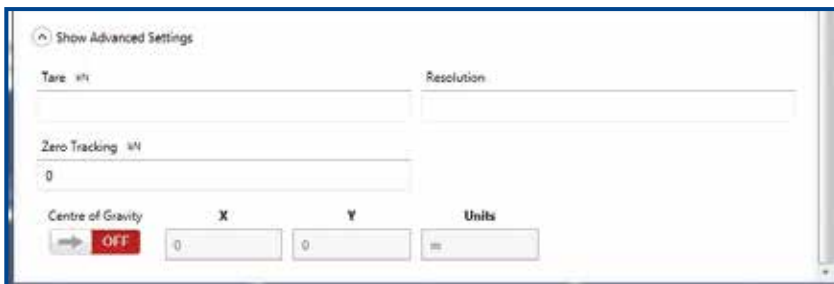 Show Advanced Settings
Tare kN Resolution
Zero Tracking kN
0
Centre of Gravity X Y Units
OFF 0 0 m